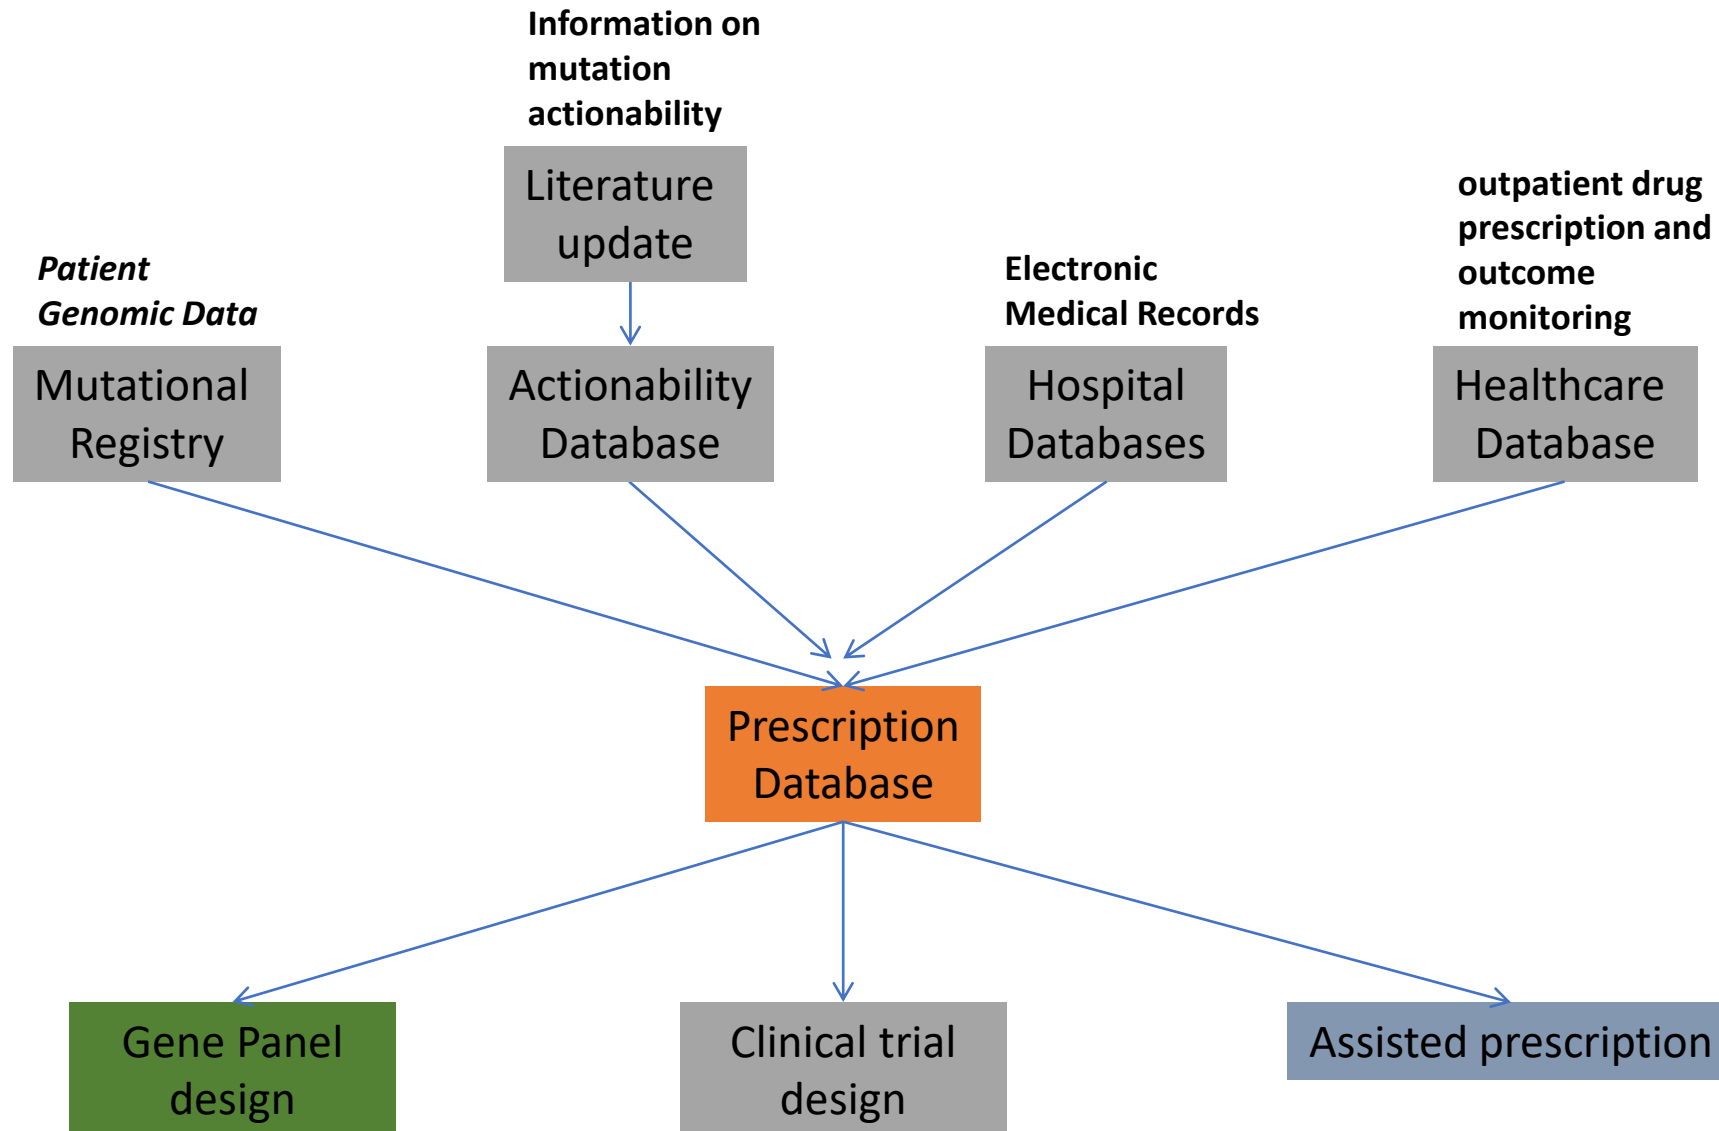 Information on
mutation
actionability
Literature
update
Patient
Genomic Data
Mutational
Registry
Actionability
Database
Electronic
Medical Records
Hospital
Databases
outpatient drug
prescription and
outcome
monitoring
Healthcare
Database
Prescription
Database
Gene Panel
design
Clinical trial
design
Assisted prescription